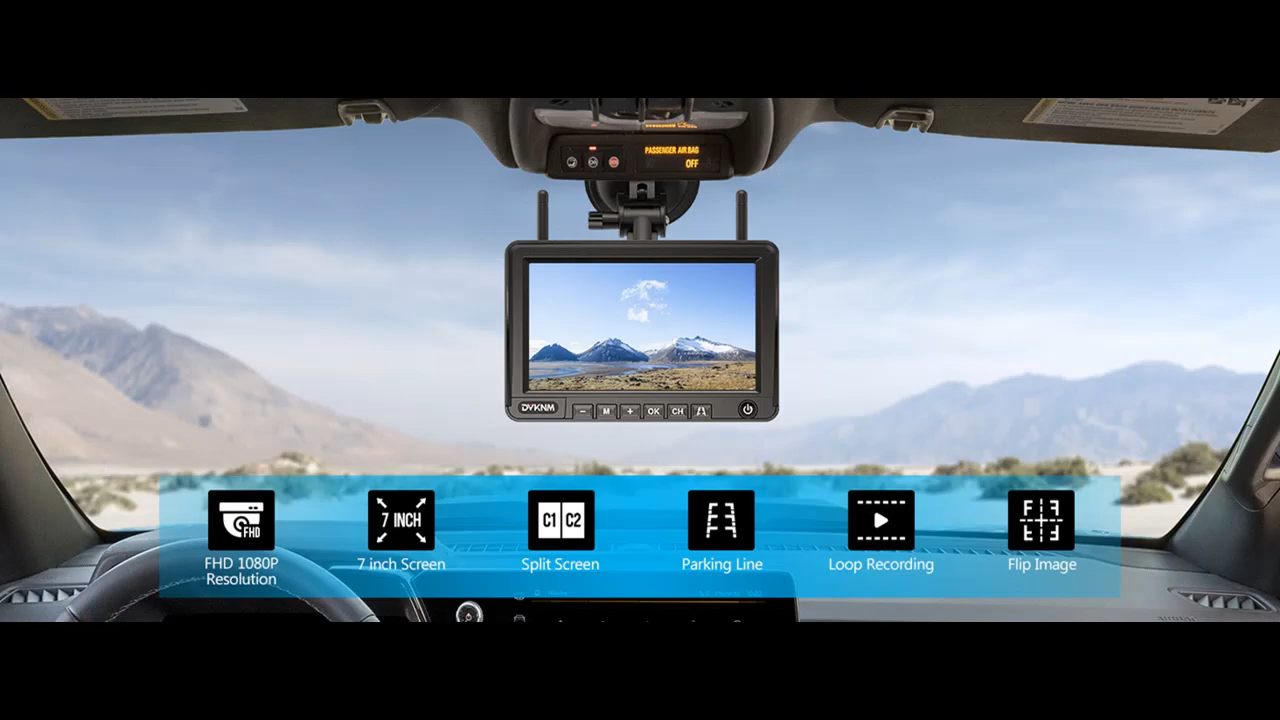 PASSENGER AIR BAG
OFF
DVKNM
− M + OK CH
FHD
7 INCH
C1 C2
FHD 1080P
Resolution
7 inch Screen
Split Screen
Parking Line
Loop Recording
Flip Image